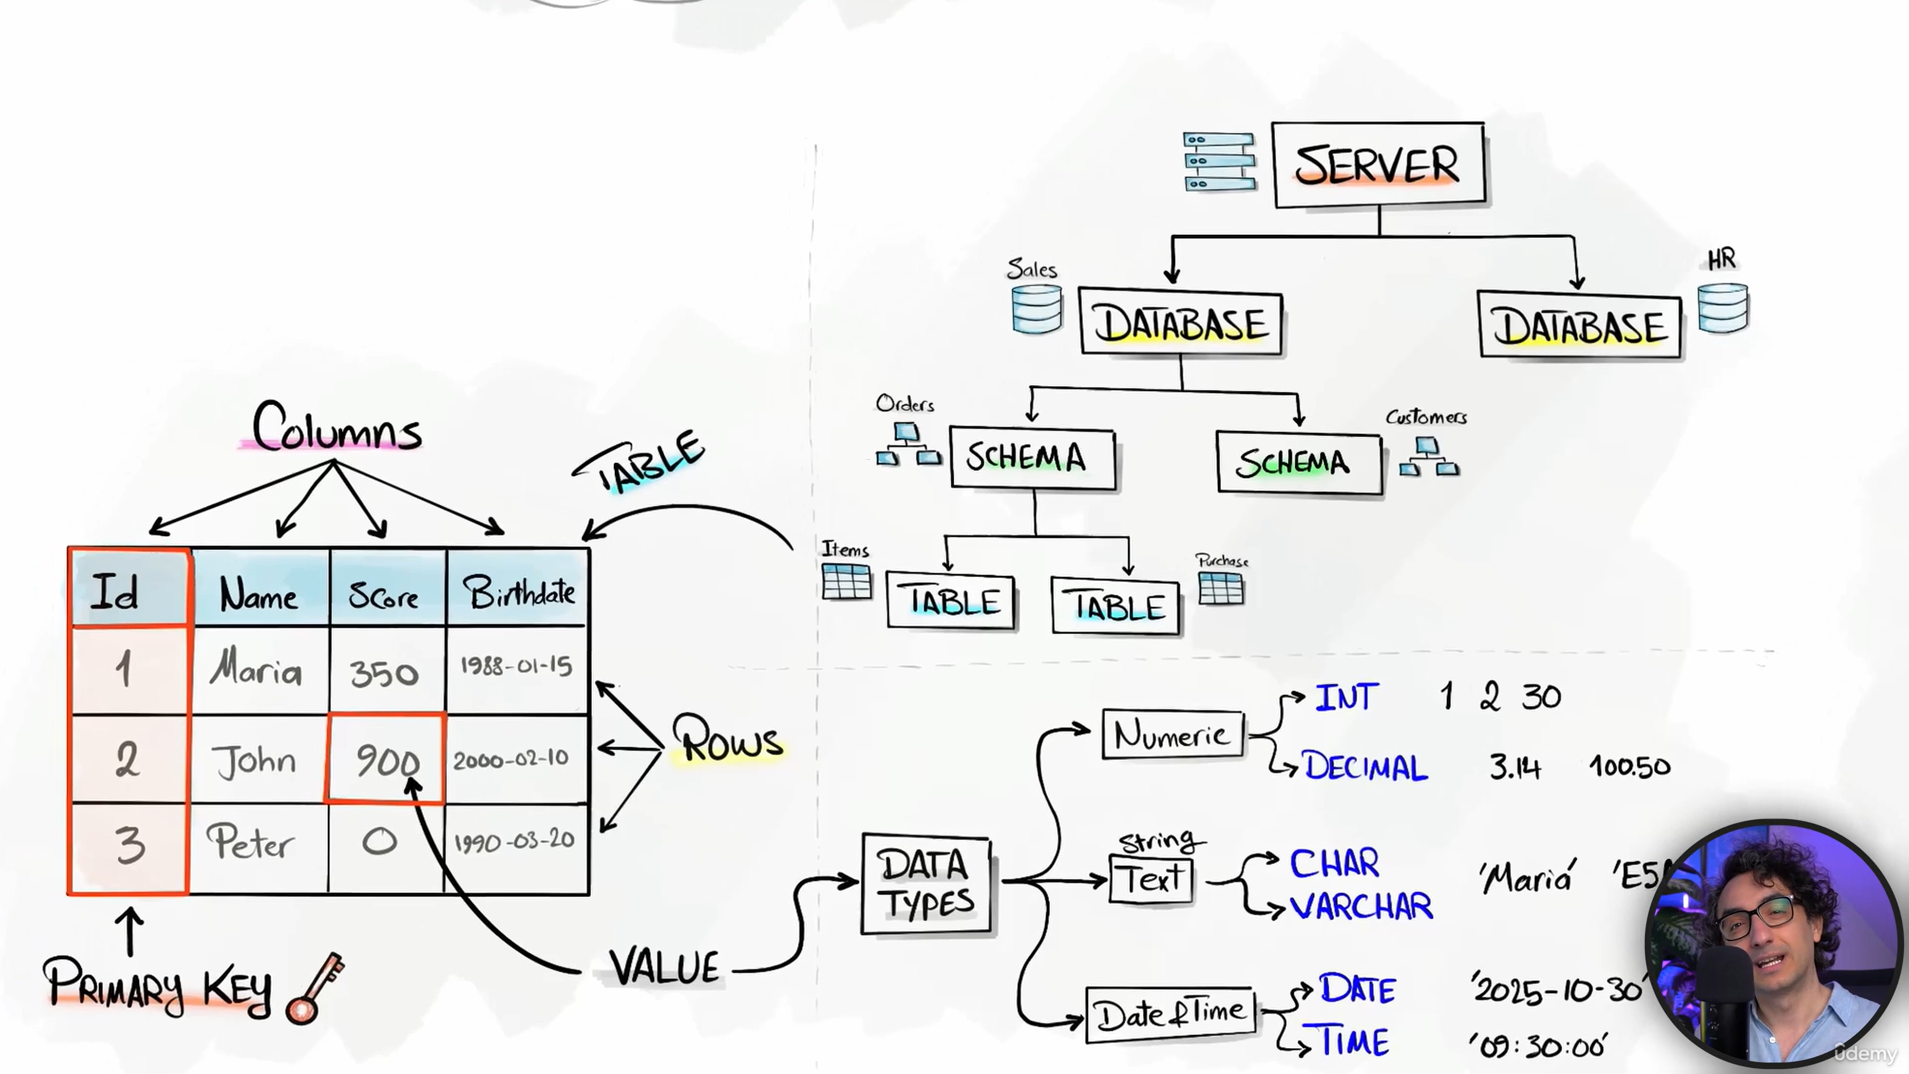 SERVER
Sales
DATABASE
HR
DATABASE
Orders
SCHEMA
Customers
SCHEMA
Items
TABLE
Purchase
TABLE
Columns
TABLE
Id Name Score Birthdate
1 Maria 350 1988-01-15
2 John 900 2000-02-10
3 Peter 0 1990-03-20
ROWS
PRIMARY KEY
VALUE
DATA
TYPES
Numeric
INT 1 2 30
DECIMAL 3.14 100.50
String
Text
CHAR
VARCHAR
'Maria'
Date & Time
DATE '2025-10-30'
TIME '09:30:00'
ûdemy